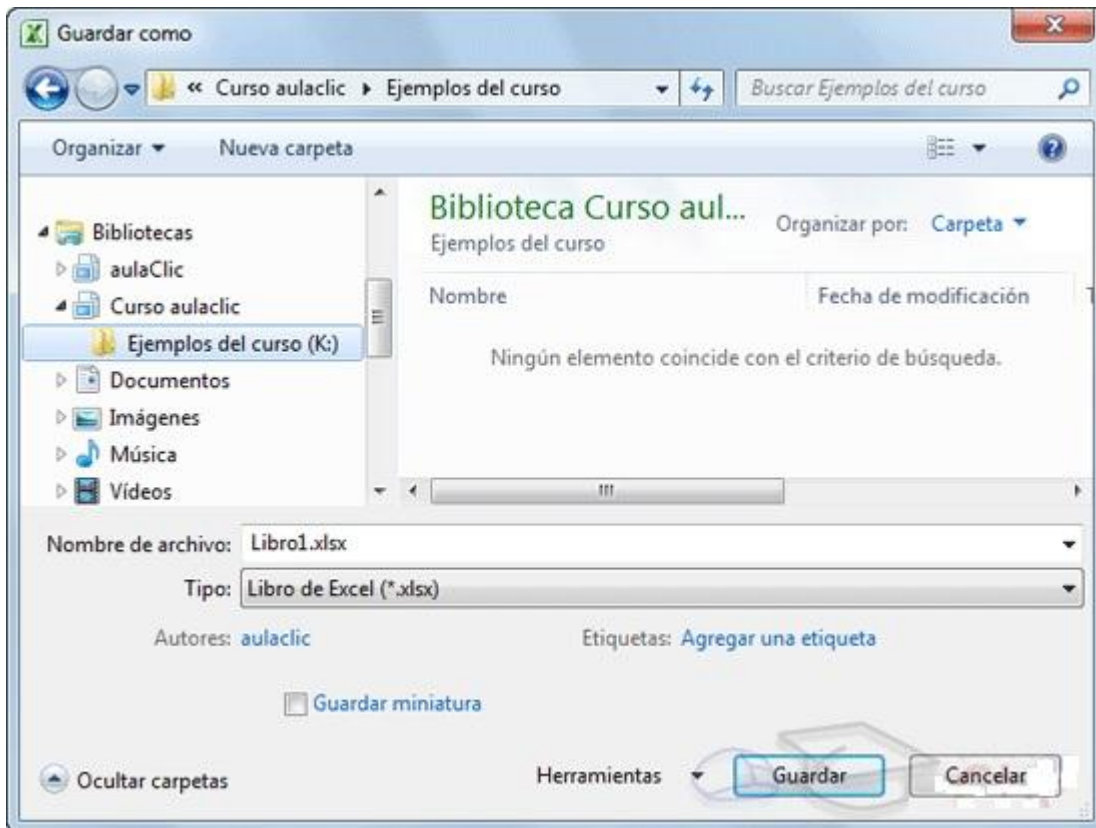 Guardar como
« Curso aulaclic ▸ Ejemplos del curso
Buscar Ejemplos del curso
Organizar
Nueva carpeta
Bibliotecas
aulaClic
Curso aulaclic
Ejemplos del curso (K:)
Documentos
Imágenes
Música
Vídeos
Biblioteca Curso aul...
Ejemplos del curso
Organizar por: Carpeta
Nombre Fecha de modificación T
Ningún elemento coincide con el criterio de búsqueda.
Nombre de archivo: Libro1.xlsx
Tipo: Libro de Excel (*.xlsx)
Autores: aulaclic Etiquetas: Agregar una etiqueta
Guardar miniatura
Ocultar carpetas Herramientas Guardar Cancelar